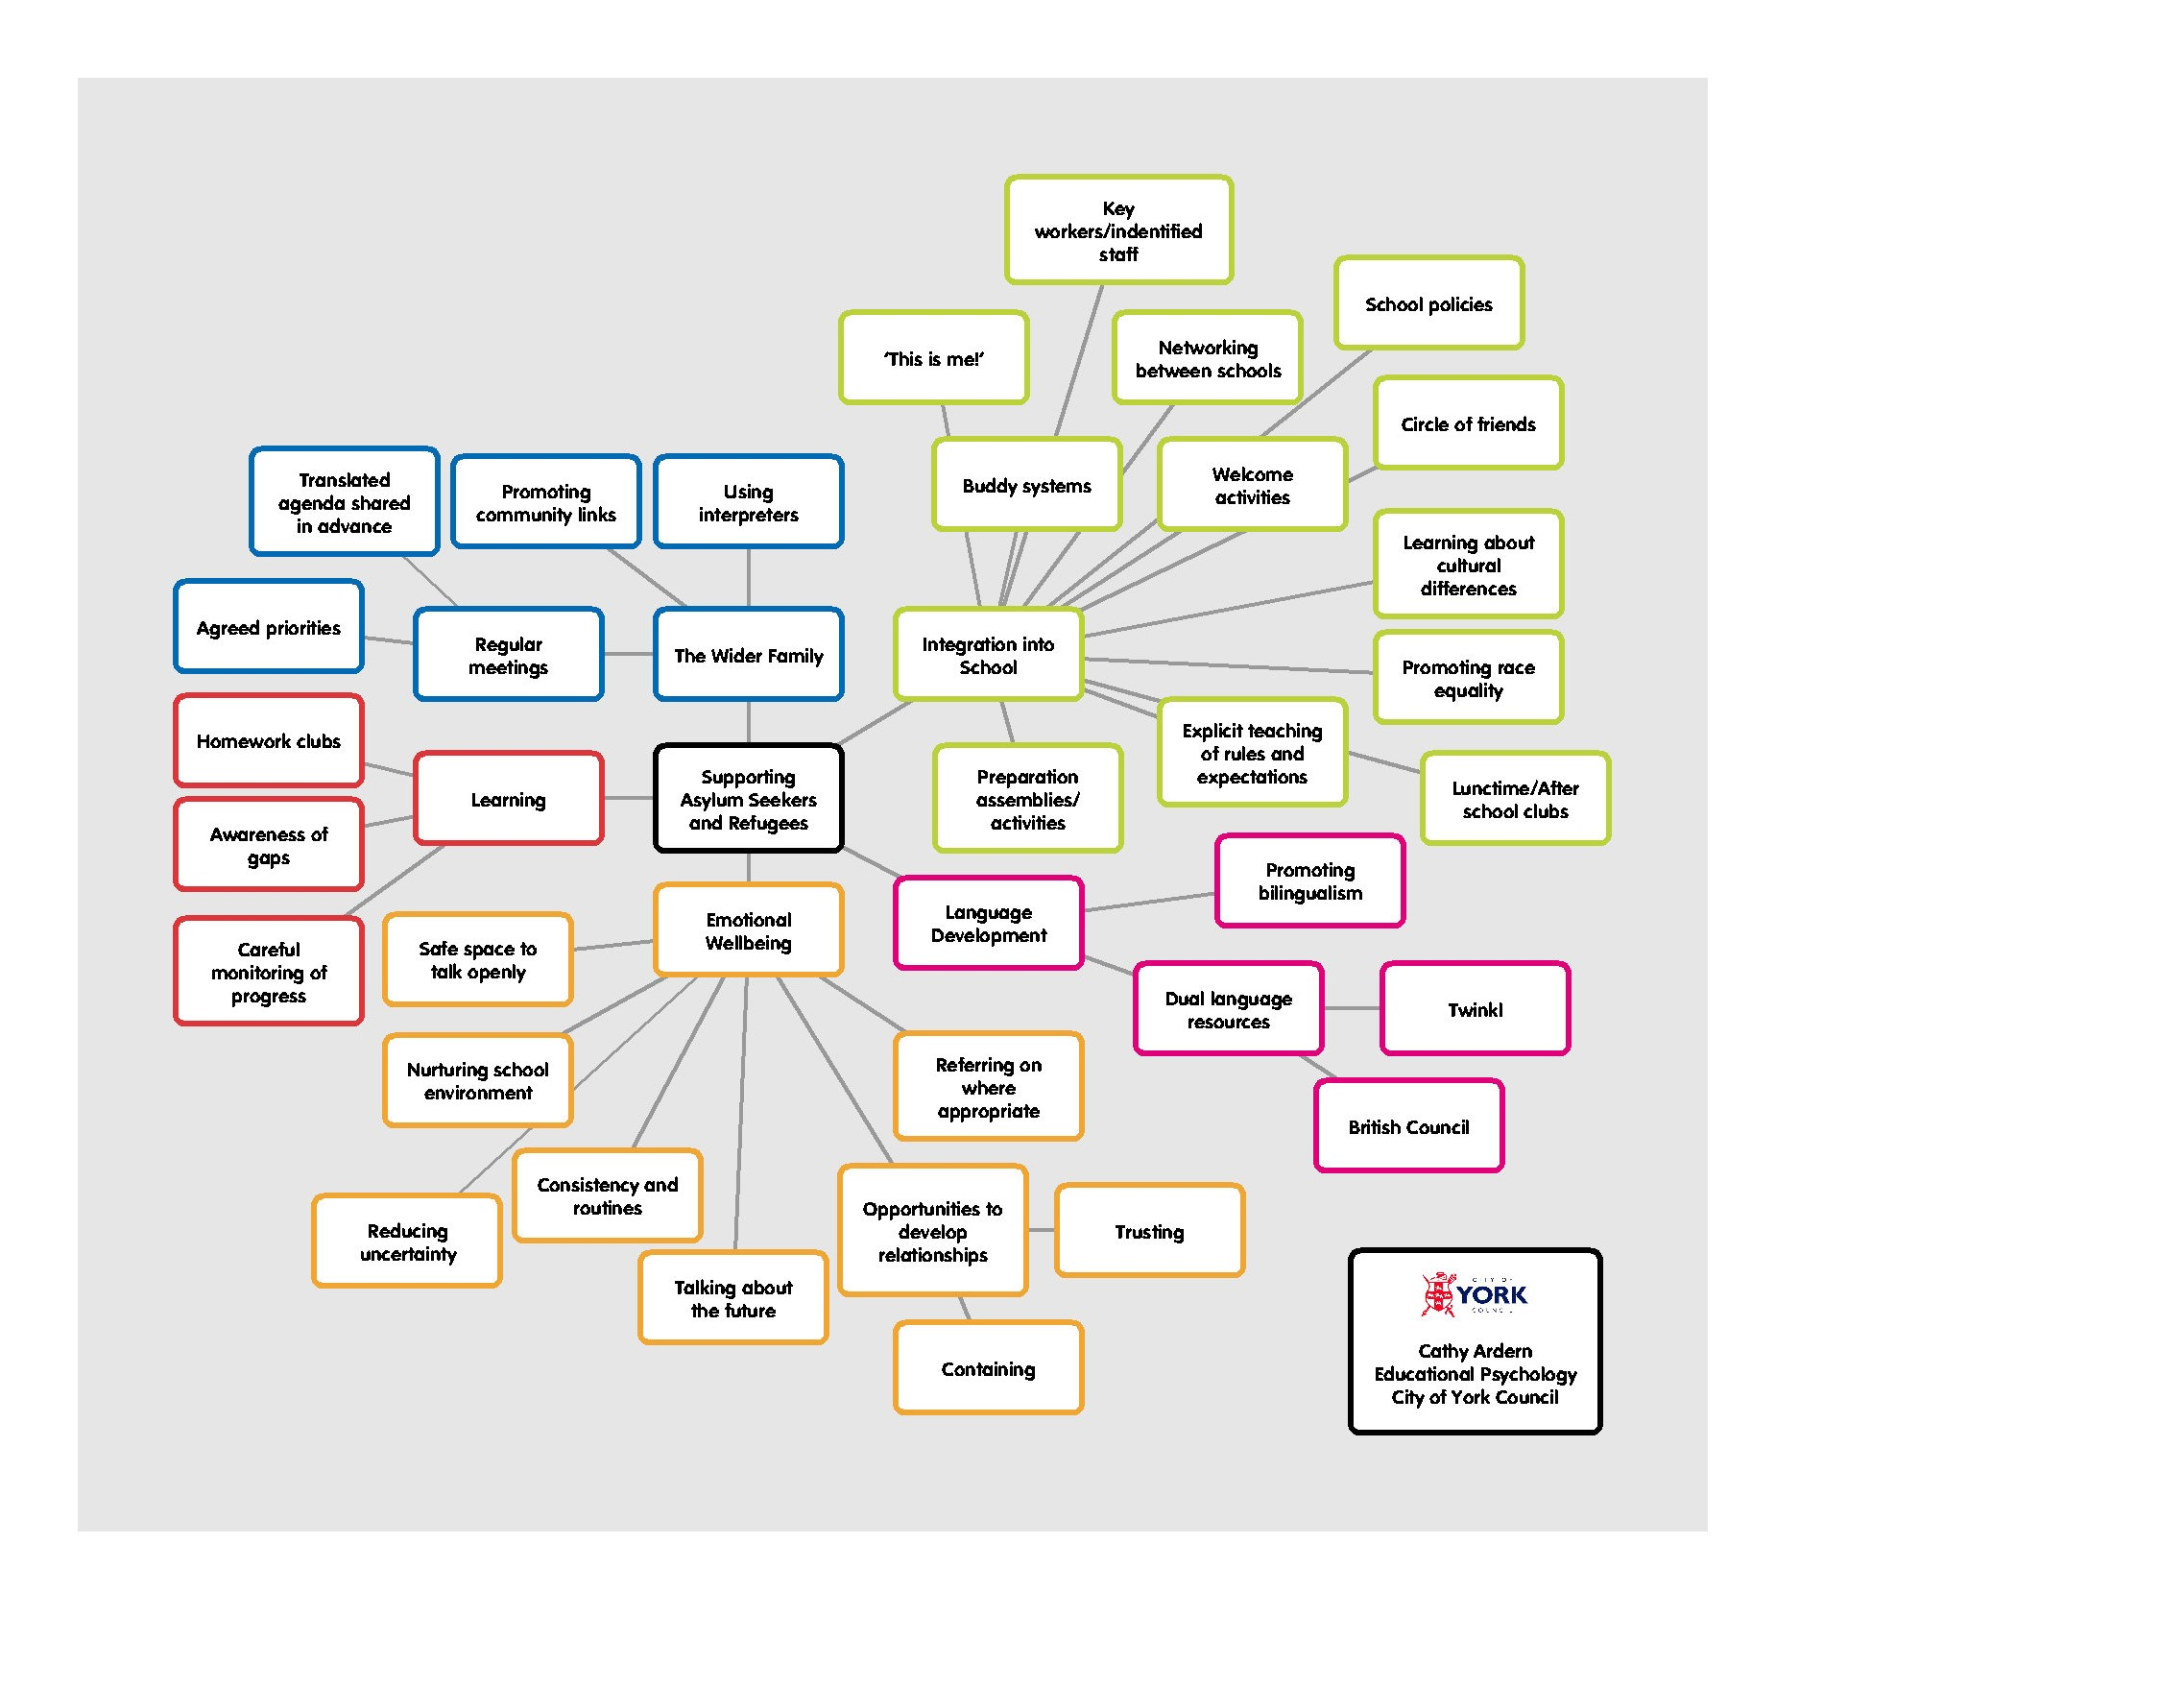 Key
workers/indentified
staff
School policies
'This is me!'
Networking
between schools
Circle of friends
Buddy systems
Welcome
activities
Translated
agenda shared
in advance
Promoting
community links
Using
interpreters
Learning about
cultural
differences
Agreed priorities
Regular
meetings
The Wider Family
Integration into
School
Promoting race
equality
Homework clubs
Learning
Supporting
Asylum Seekers
and Refugees
Preparation
assemblies/
activities
Explicit teaching
of rules and
expectations
Lunctime/After
school clubs
Awareness of
gaps
Promoting
bilingualism
Careful
monitoring of
progress
Safe space to
talk openly
Emotional
Wellbeing
Language
Development
Dual language
resources
Twinkl
Nurturing school
environment
Referring on
where
appropriate
British Council
Reducing
uncertainty
Consistency and
routines
Talking about
the future
Opportunities to
develop
relationships
Trusting
Containing
CITY OF
YORK
COUNCIL
Cathy Ardern
Educational Psychology
City of York Council